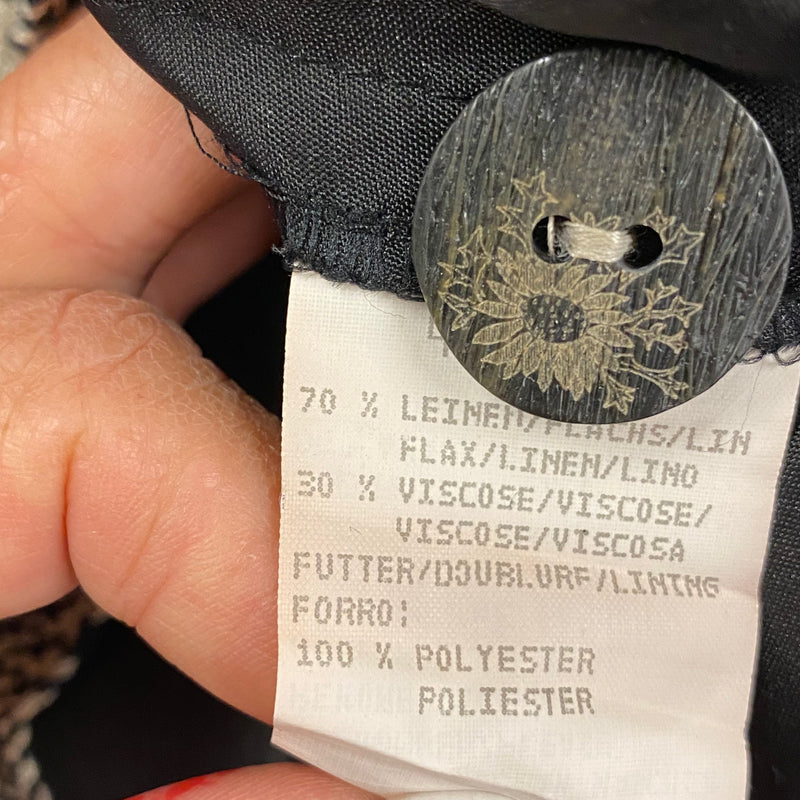 70 % LEINEN/FLACHS/LIN
FLAX/LINEN/LINO
30 % VISCOSE/VISCOSE/
VISCOSE/VISCOSA
FUTTER/DOUBLURE/LINING
FORRO:
100 % POLYESTER
POLIESTER